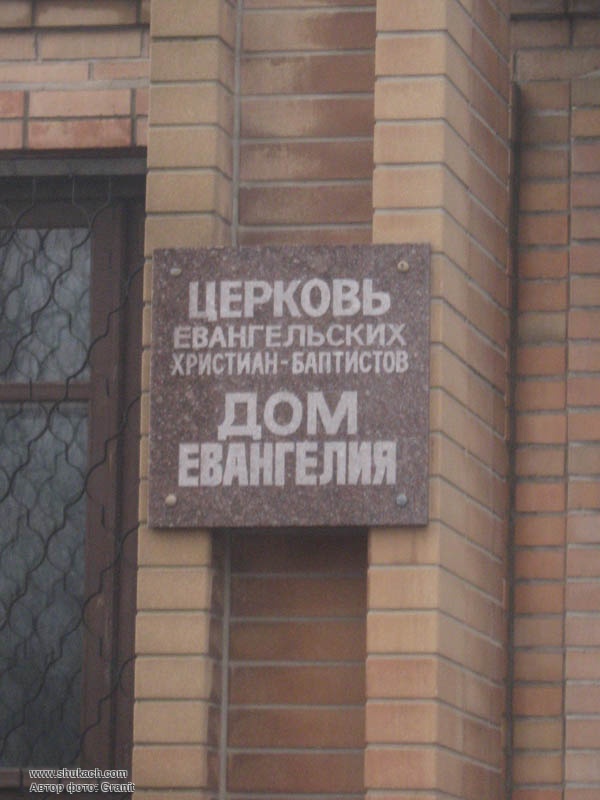 ЦЕРКОВЬ
ЕВАНГЕЛЬСКИХ
ХРИСТИАН-БАПТИСТОВ
ДОМ
ЕВАНГЕЛИЯ
www.shukach.com
Автор фото: Granit